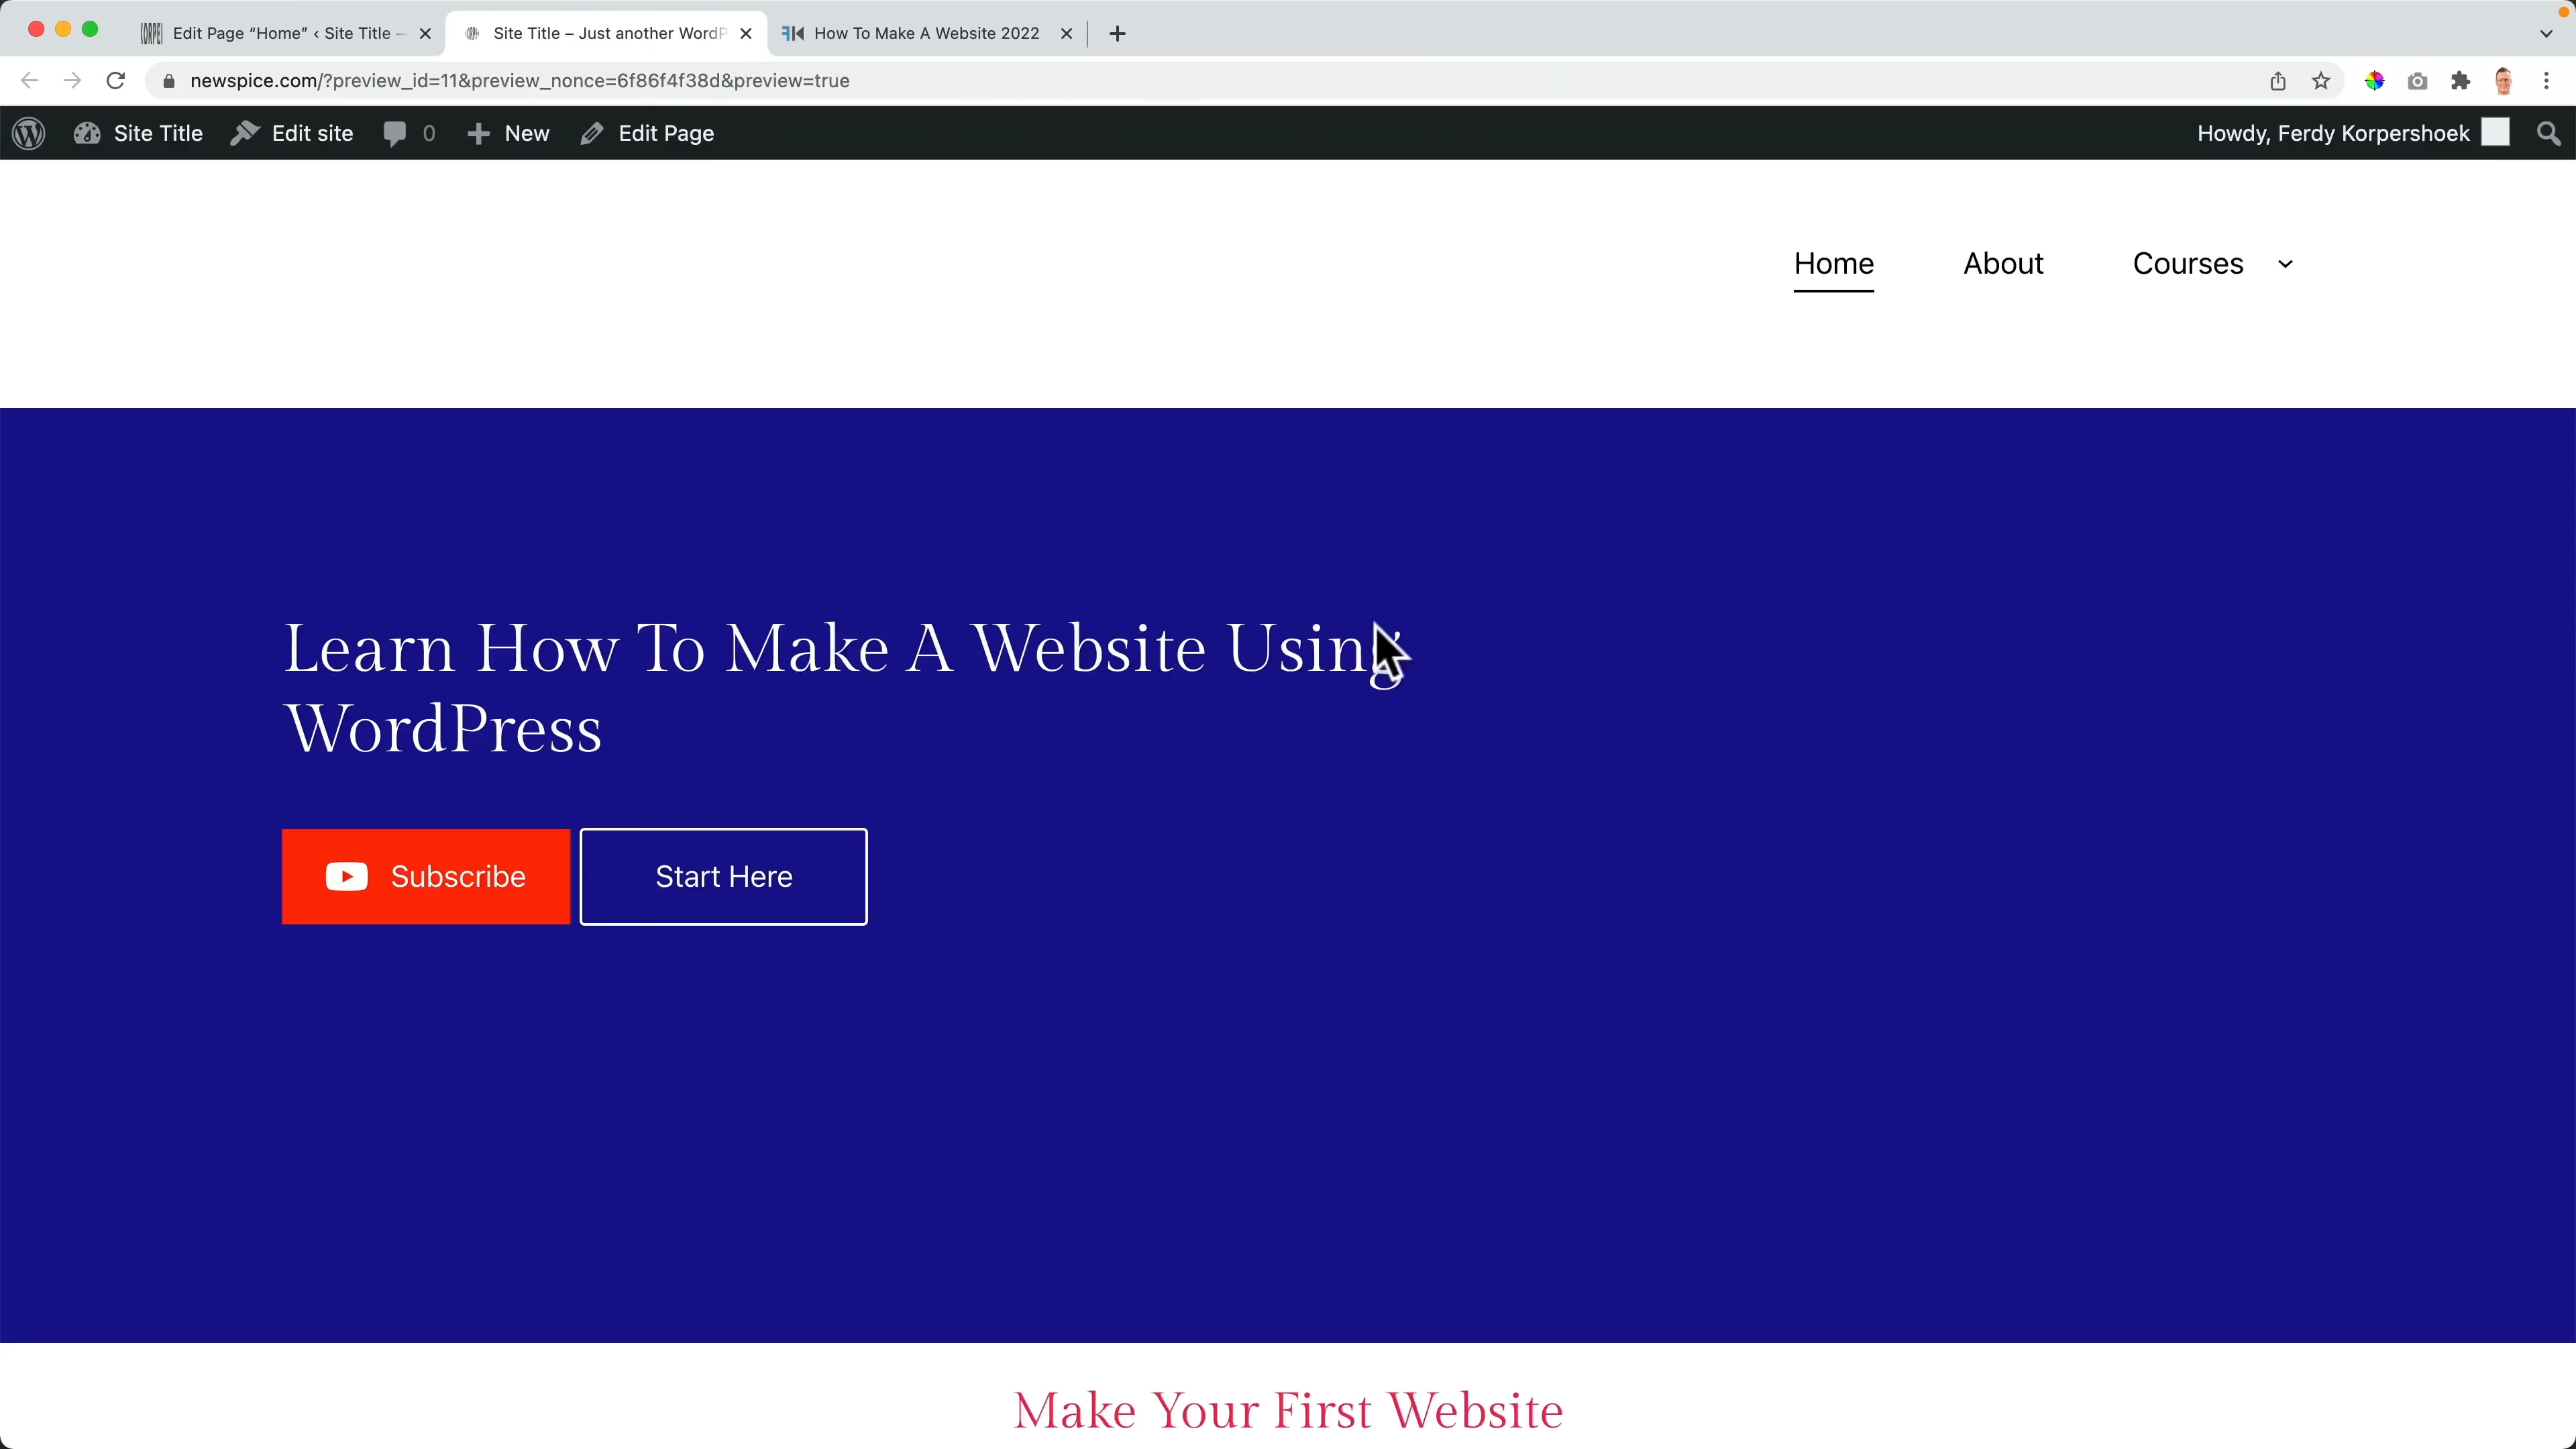 Edit Page “Home” ‹ Site Title —
Site Title – Just another WordP
How To Make A Website 2022
newspice.com/?preview_id=11&preview_nonce=6f86f4f38d&preview=true
Site Title
Edit site
0
New
Edit Page
Howdy, Ferdy Korpershoek
Home
About
Courses
Learn How To Make A Website Using
WordPress
Subscribe
Start Here
Make Your First Website